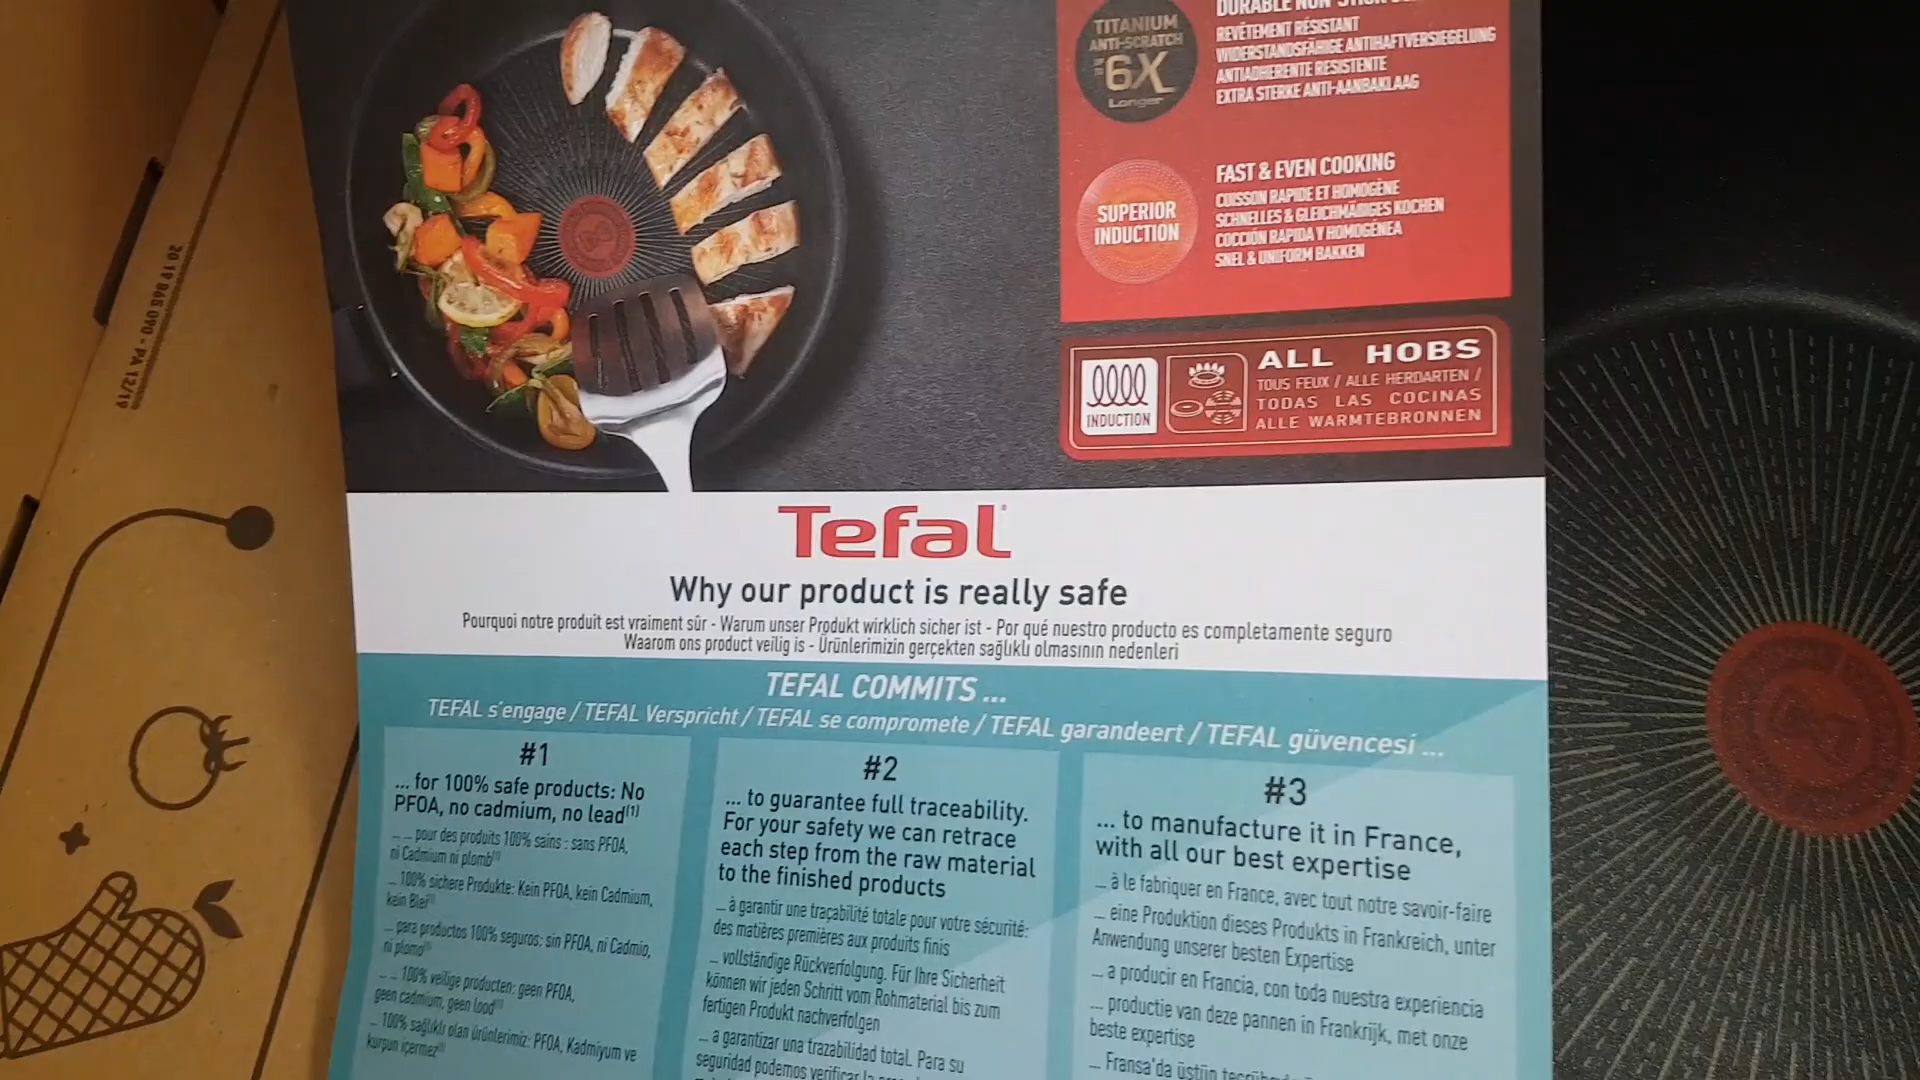 TITANIUM
ANTI-SCRATCH
UP TO
6X
Longer
DURABLE NON
REVÊTEMENT RÉSISTANT
WIDERSTANDSFÄHIGE ANTIHAFTVERSIEGELUNG
ANTIADHERENTE RESISTENTE
EXTRA STERKE ANTI-AANBAKLAAG
SUPERIOR
INDUCTION
FAST & EVEN COOKING
CUISSON RAPIDE ET HOMOGÈNE
SCHNELLES & GLEICHMÄßIGES KOCHEN
COCCIÓN RAPIDA Y HOMOGÉNEA
SNEL & UNIFORM BAKKEN
INDUCTION
ALL HOBS
TOUS FEUX / ALLE HERDARTEN /
TODAS LAS COCINAS
ALLE WARMTEBRONNEN
20 19 865 090 - PA 12/19
Tefal
Why our product is really safe
Pourquoi notre produit est vraiment sûr - Warum unser Produkt wirklich sicher ist - Por qué nuestro producto es completamente seguro
Waarom ons product veilig is - Ürünlerimizin gerçekten sağlıklı olmasının nedenleri
TEFAL COMMITS ...
TEFAL s'engage / TEFAL Verspricht / TEFAL se compromete / TEFAL garandeert / TEFAL güvencesi ...
#1
... for 100% safe products: No
PFOA, no cadmium, no lead(1)
... pour des produits 100% sains : sans PFOA,
ni Cadmium ni plomb(1)
... 100% sichere Produkte: Kein PFOA, kein Cadmium,
kein Blei(1)
... para productos 100% seguros: sin PFOA, ni Cadmio,
ni plomo(1)
... 100% veilige producten: geen PFOA,
geen cadmium, geen lood(1)
... 100% sağlıklı olan ürünlerimiz: PFOA, Kadmiyum ve
kurşun içermez(1)
#2
... to guarantee full traceability.
For your safety we can retrace
each step from the raw material
to the finished products
... à garantir une traçabilité totale pour votre sécurité:
des matières premières aux produits finis
... vollständige Rückverfolgung. Für Ihre Sicherheit
können wir jeden Schritt vom Rohmaterial bis zum
fertigen Produkt nachverfolgen
... a garantizar una trazabilidad total. Para su
seguridad podemos verificar
#3
... to manufacture it in France,
with all our best expertise
... à le fabriquer en France, avec tout notre savoir-faire
... eine Produktion dieses Produkts in Frankreich, unter
Anwendung unserer besten Expertise
... a producir en Francia, con toda nuestra experiencia
... productie van deze pannen in Frankrijk, met onze
beste expertise
... Fransa'da üstün